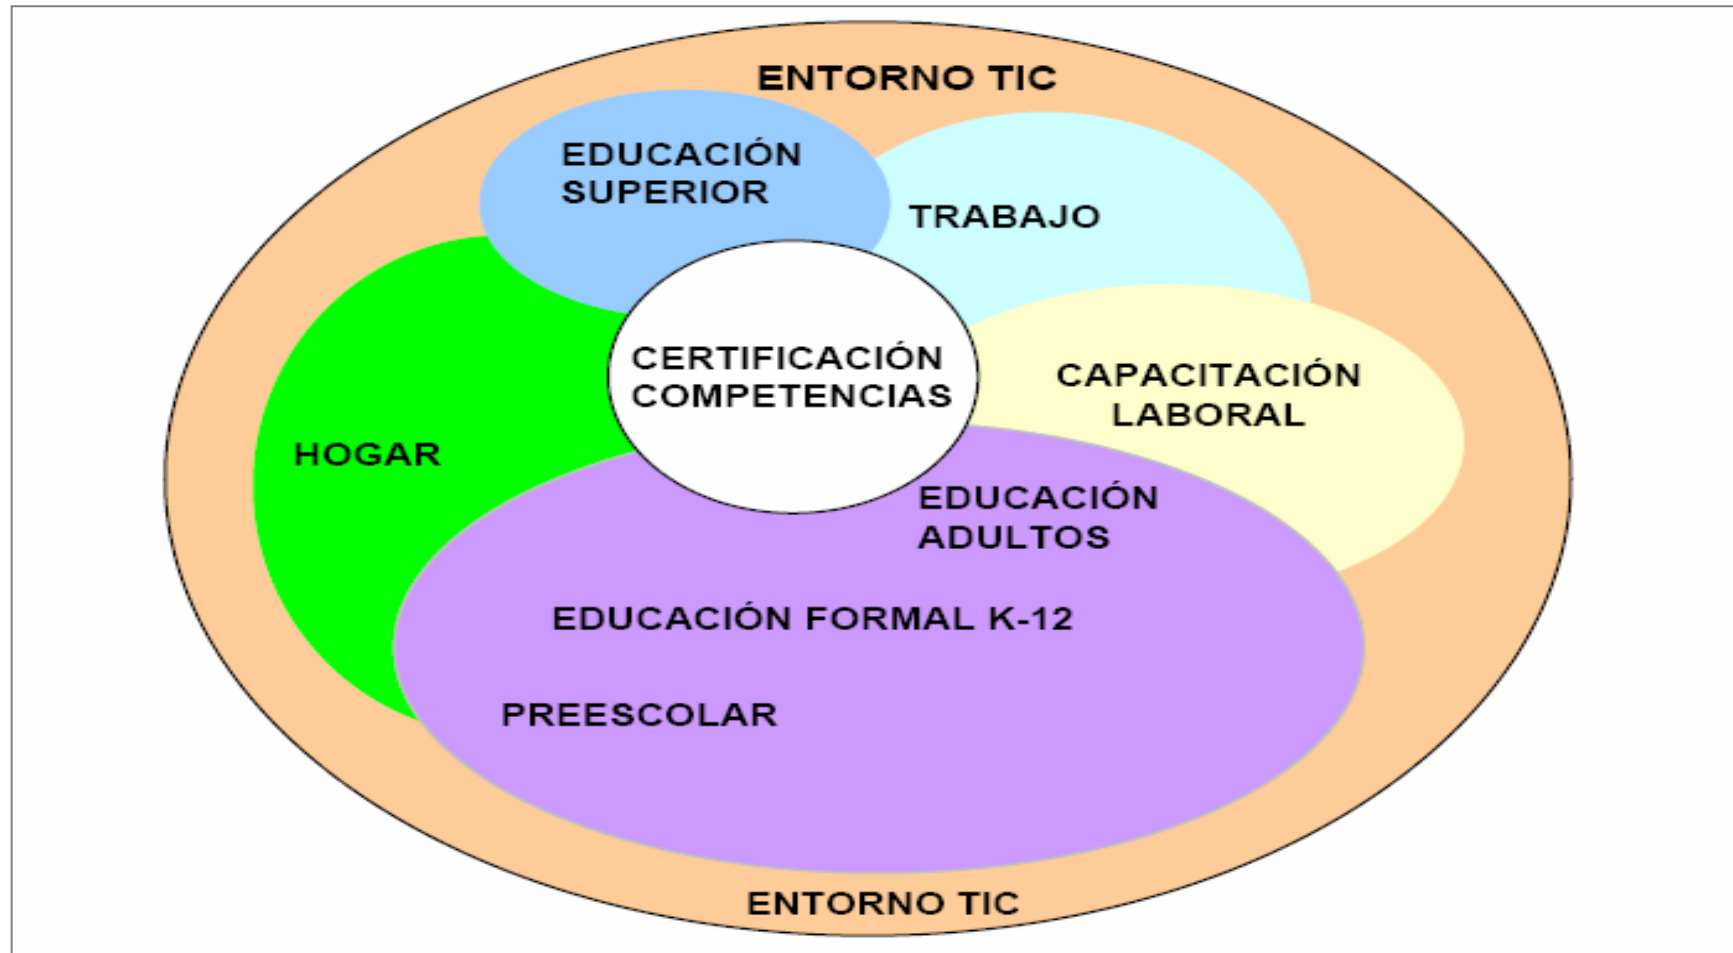 ENTORNO TIC
EDUCACIÓN
SUPERIOR
TRABAJO
CERTIFICACIÓN
COMPETENCIAS
CAPACITACIÓN
LABORAL
HOGAR
EDUCACIÓN
ADULTOS
EDUCACIÓN FORMAL K-12
PREESCOLAR
ENTORNO TIC